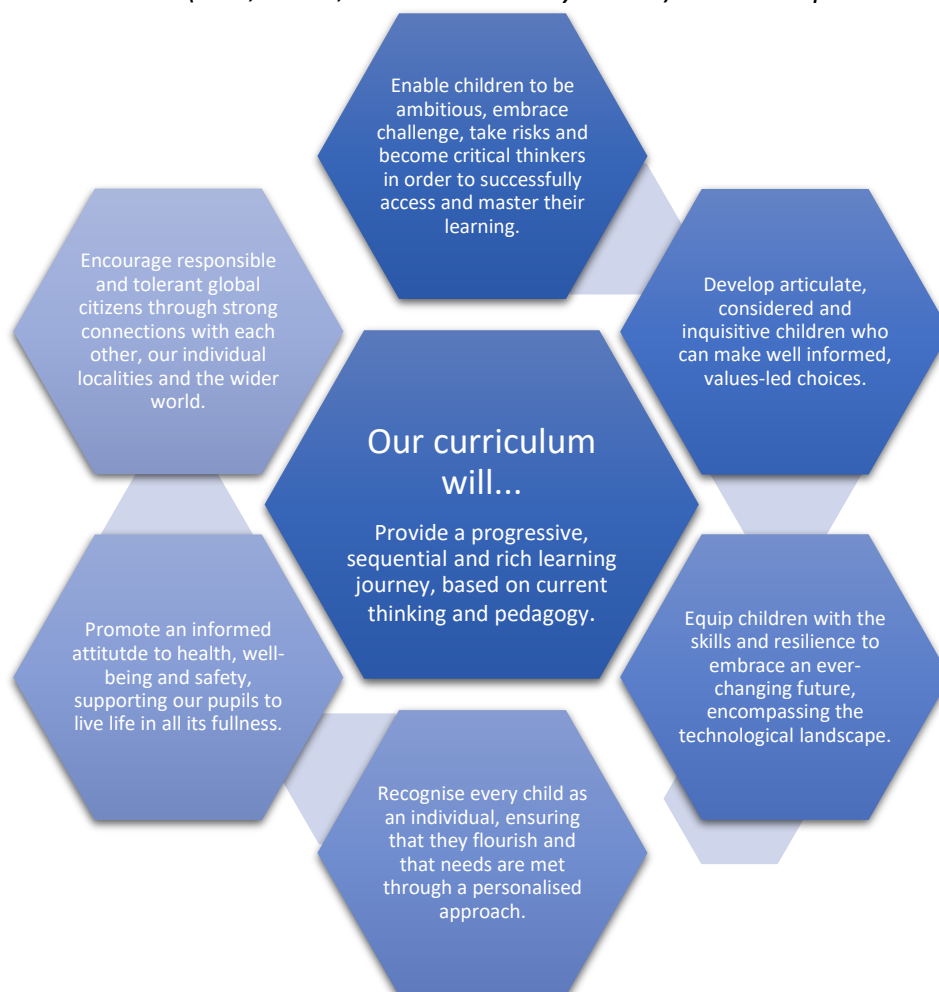 Our curriculum
will...
Provide a progressive,
sequential and rich learning
journey, based on current
thinking and pedagogy.
Enable children to be
ambitious, embrace
challenge, take risks and
become critical thinkers
in order to successfully
access and master their
learning.
Develop articulate,
considered and
inquisitive children who
can make well informed,
values-led choices.
Equip children with the
skills and resilience to
embrace an ever-
changing future,
encompassing the
technological landscape.
Recognise every child as
an individual, ensuring
that they flourish and
that needs are met
through a personalised
approach.
Promote an informed
attitutde to health, well-
being and safety,
supporting our pupils to
live life in all its fullness.
Encourage responsible
and tolerant global
citizens through strong
connections with each
other, our individual
localities and the wider
world.